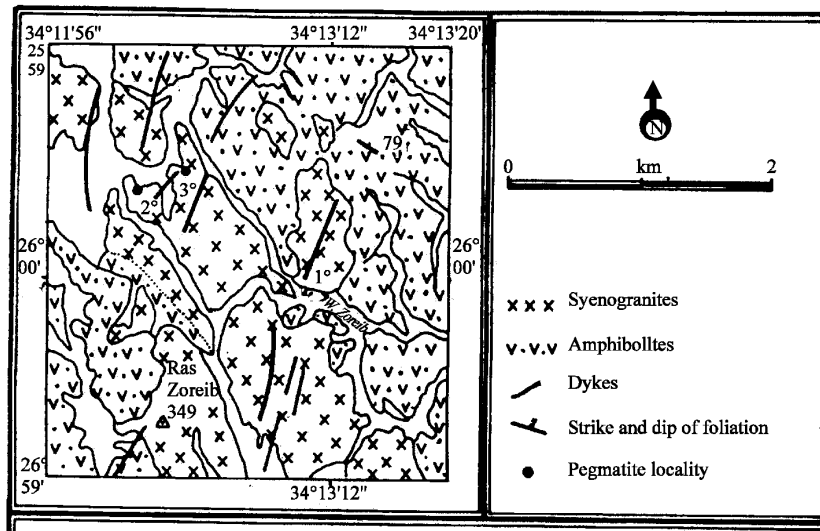 34°11'56" 34°13'12" 34°13'20"
25
59
N
79
0 km 2
3°
2°
26°
00'
26°
00'
1°
W. Zoreib
x x x Syenogranites
v . v . v Amphibolltes
Ras
Zoreib
349
Dykes
Strike and dip of foliation
Pegmatite locality
26°
59'
34°13'12"